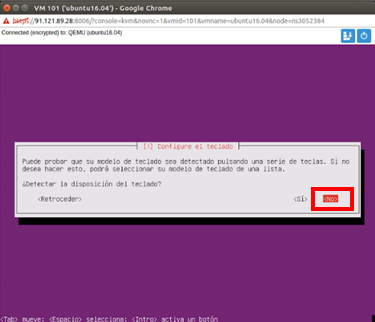 VM 101 ('ubuntu16.04') - Google Chrome
https://91.121.89.28:8006/?console=kvm&novnc=1&vmid=101&vmname=ubuntu16.04&node=ns3052384
Connected (encrypted) to: QEMU (ubuntu16.04)
[!] Configure el teclado
Puede probar que su modelo de teclado sea detectado pulsando una serie de teclas. Si no
desea hacer esto, podrá seleccionar su modelo de teclado de una lista.
¿Detectar la disposición del teclado?
<Retroceder> <Sí> <No>
<Tab> mueve; <Espacio> selecciona; <Intro> activa un botón